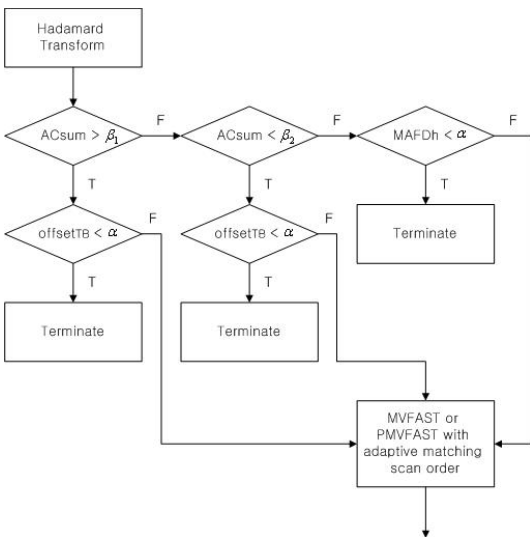 Hadamard
Transform
ACsum > β₁
F
ACsum < β₂
F
MAFDh < α
F
T
T
T
offsetTB < α
F
offsetTB < α
F
Terminate
T
T
Terminate
Terminate
MVFAST or
PMVFAST with
adaptive matching
scan order